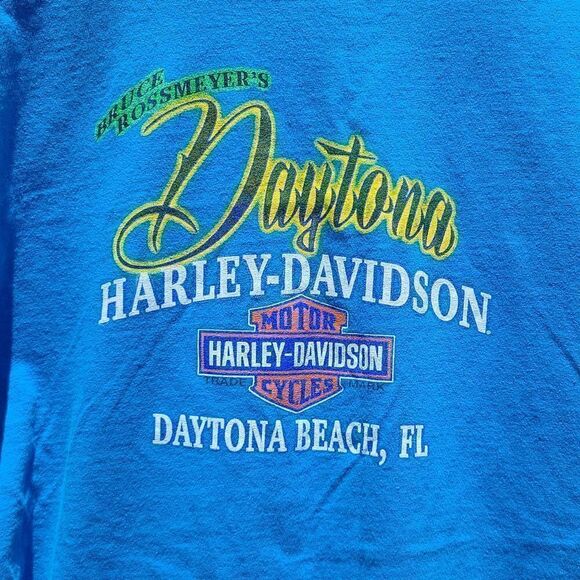 BRUCE
ROSSMEYER'S
Daytona
HARLEY-DAVIDSON
MOTOR
HARLEY-DAVIDSON
TRADE MARK
CYCLES
DAYTONA BEACH, FL